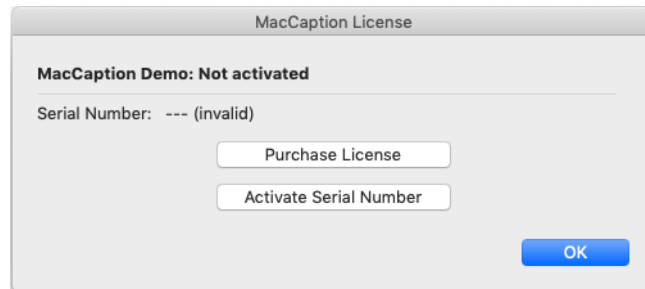 MacCaption License
MacCaption Demo: Not activated
Serial Number: --- (invalid)
Purchase License
Activate Serial Number
OK